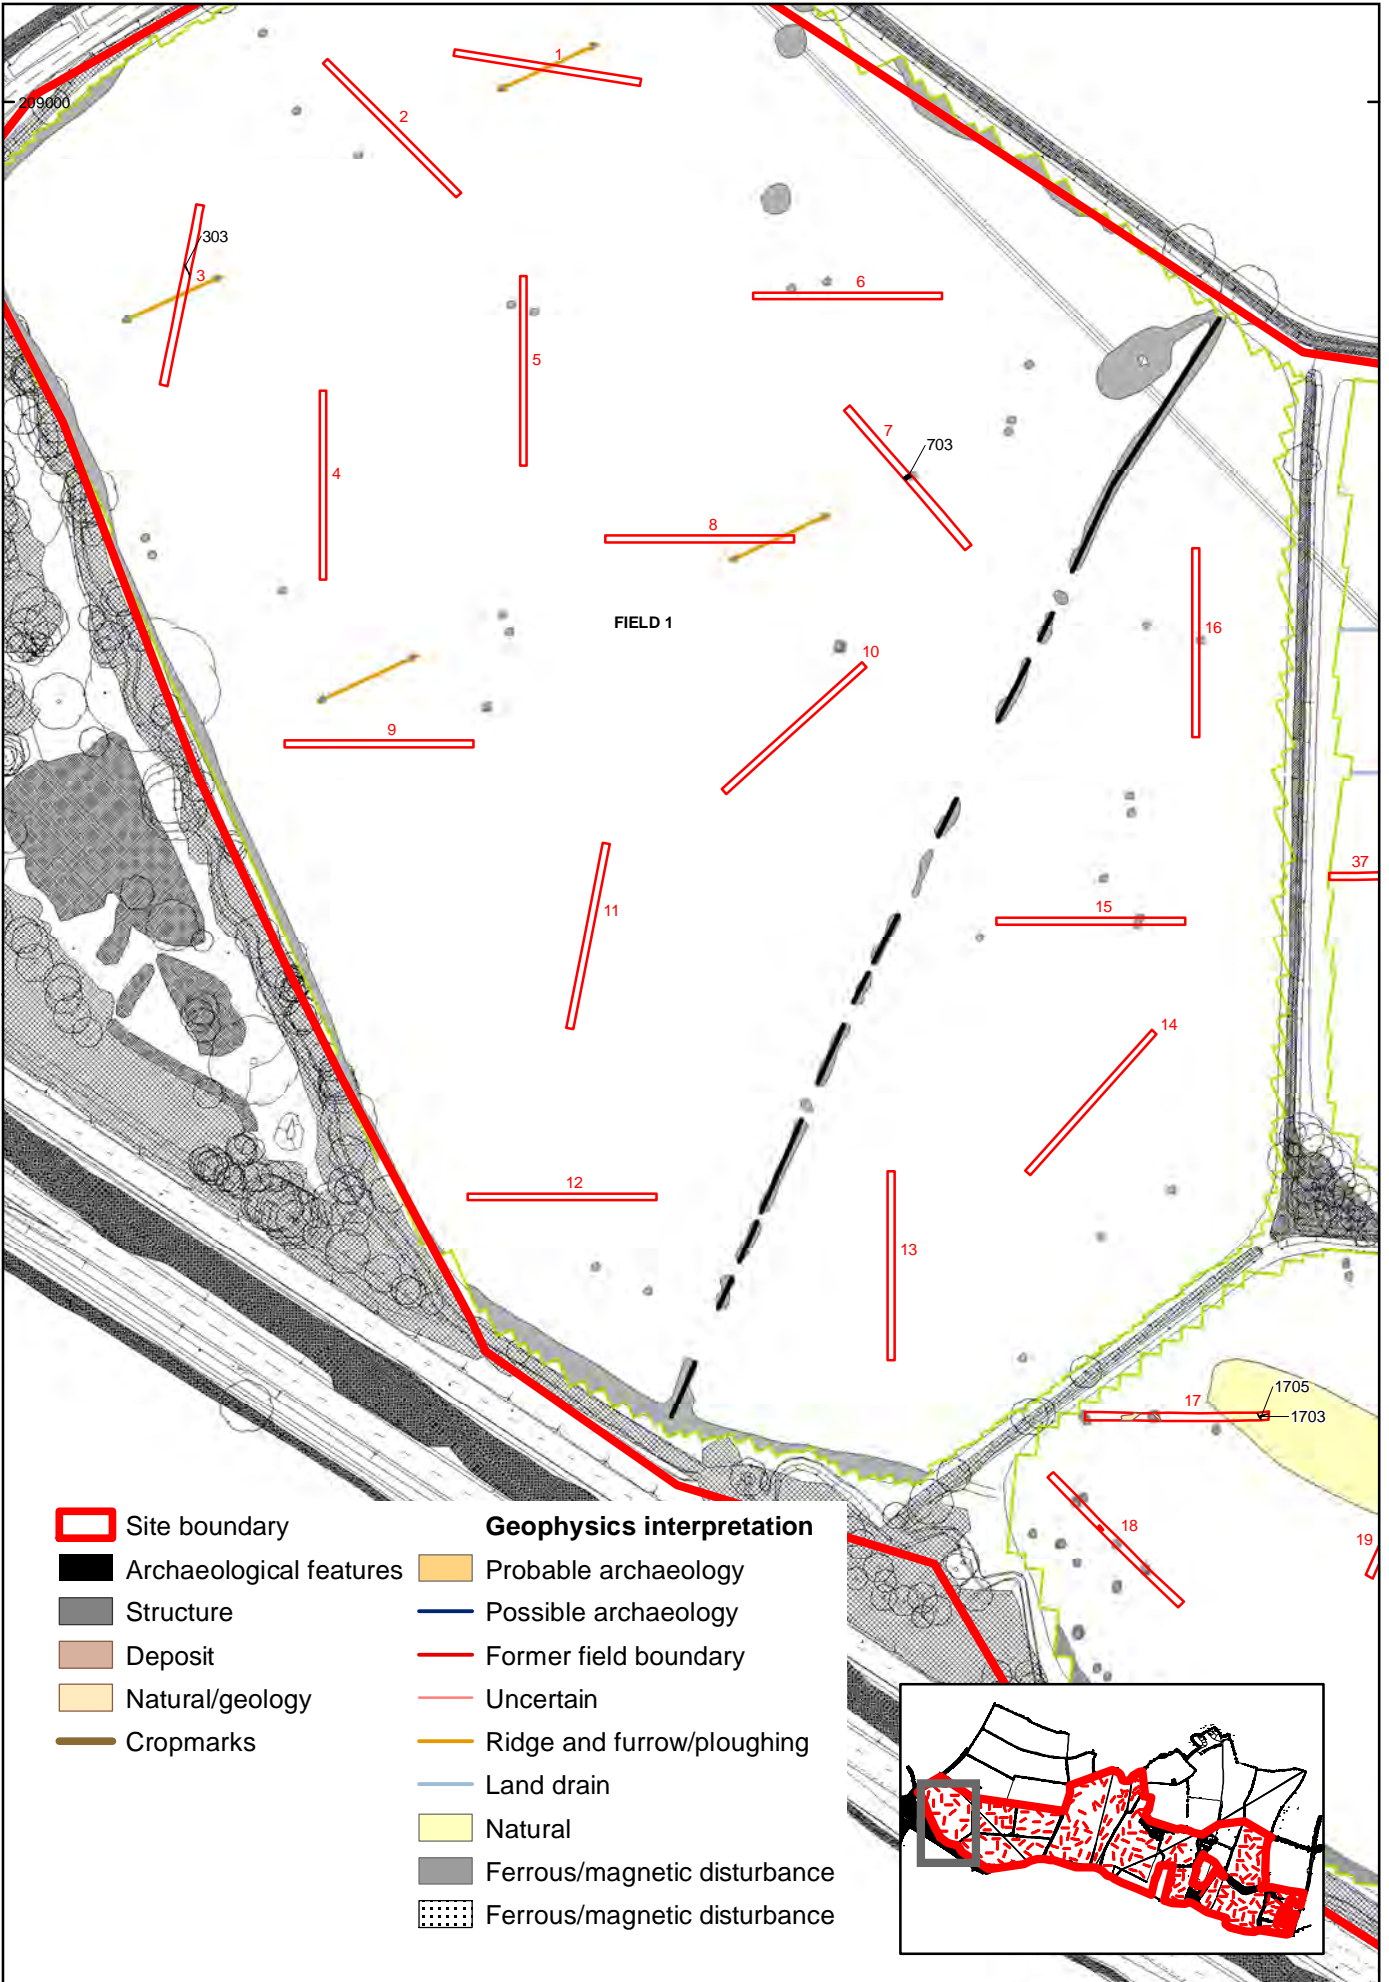 1
209000
2
303
3
6
5
7
703
4
8
FIELD 1
16
10
9
37
11
15
14
12
13
17
1705
1703
18
19
Site boundary
Archaeological features
Structure
Deposit
Natural/geology
Cropmarks
Geophysics interpretation
Probable archaeology
Possible archaeology
Former field boundary
Uncertain
Ridge and furrow/ploughing
Land drain
Natural
Ferrous/magnetic disturbance
Ferrous/magnetic disturbance